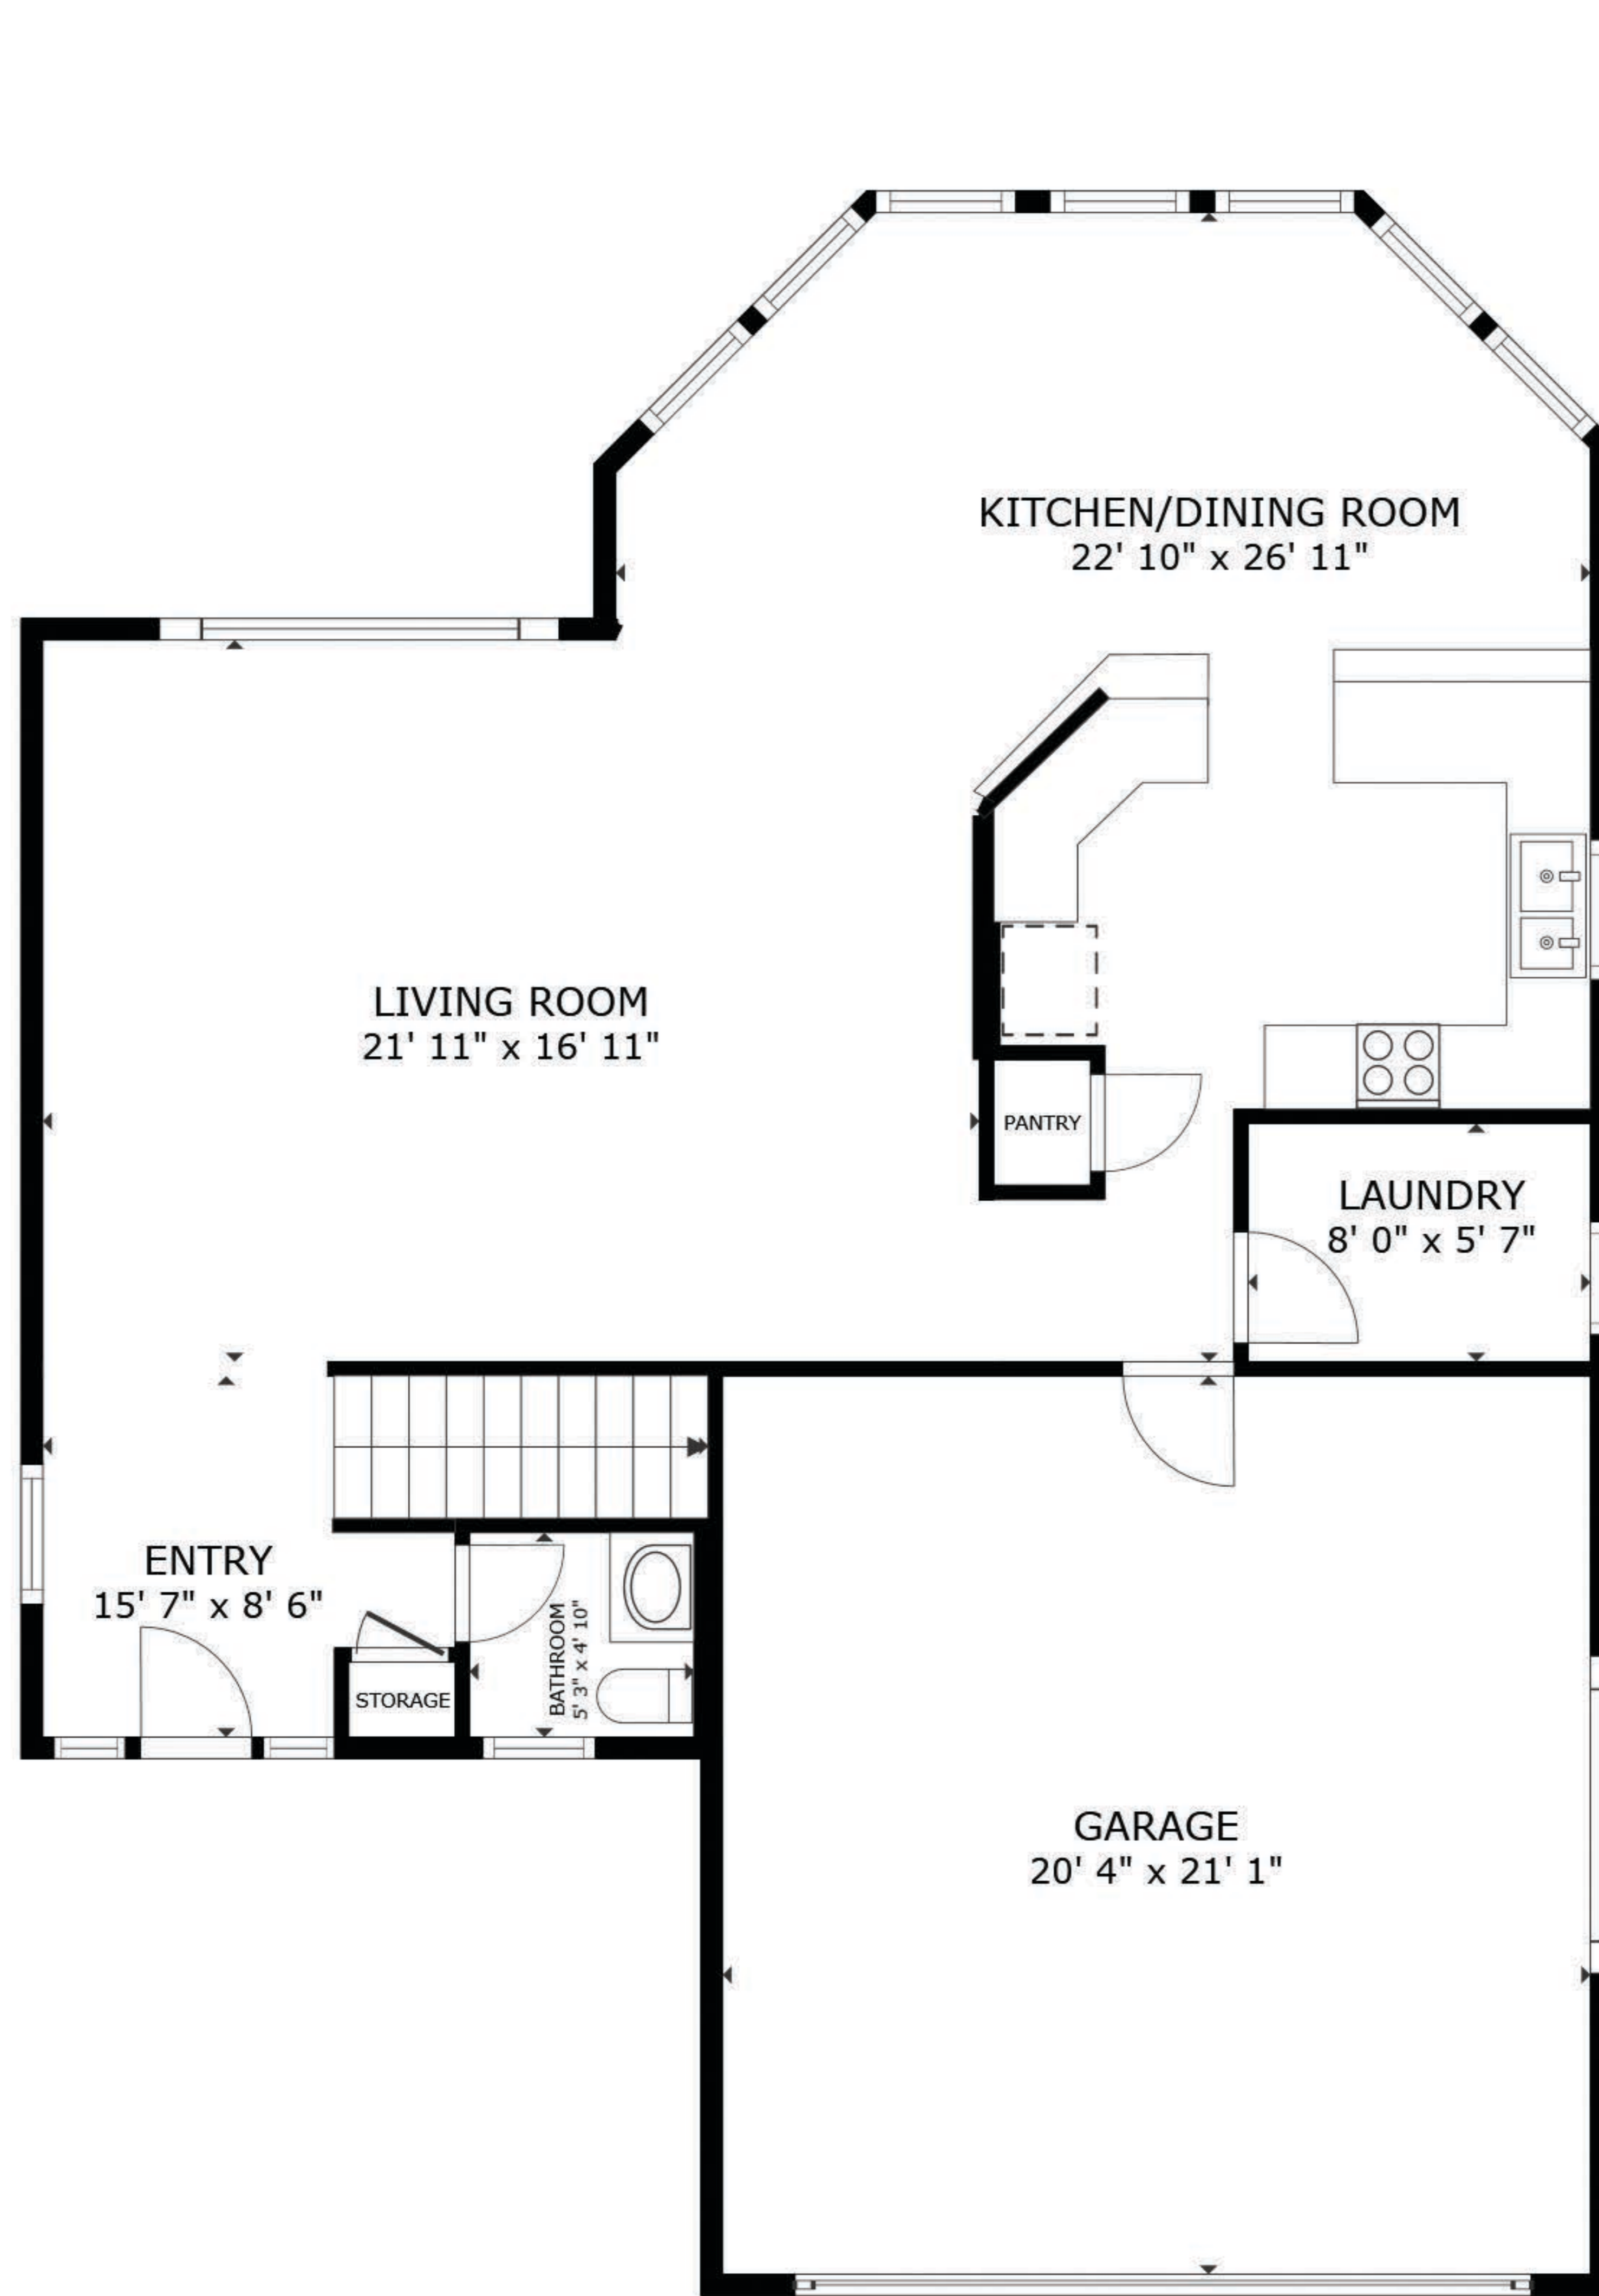 KITCHEN/DINING ROOM
22' 10" x 26' 11"
LIVING ROOM
21' 11" x 16' 11"
PANTRY
LAUNDRY
8' 0" x 5' 7"
ENTRY
15' 7" x 8' 6"
BATHROOM
5' 3" x 4' 10"
STORAGE
GARAGE
20' 4" x 21' 1"